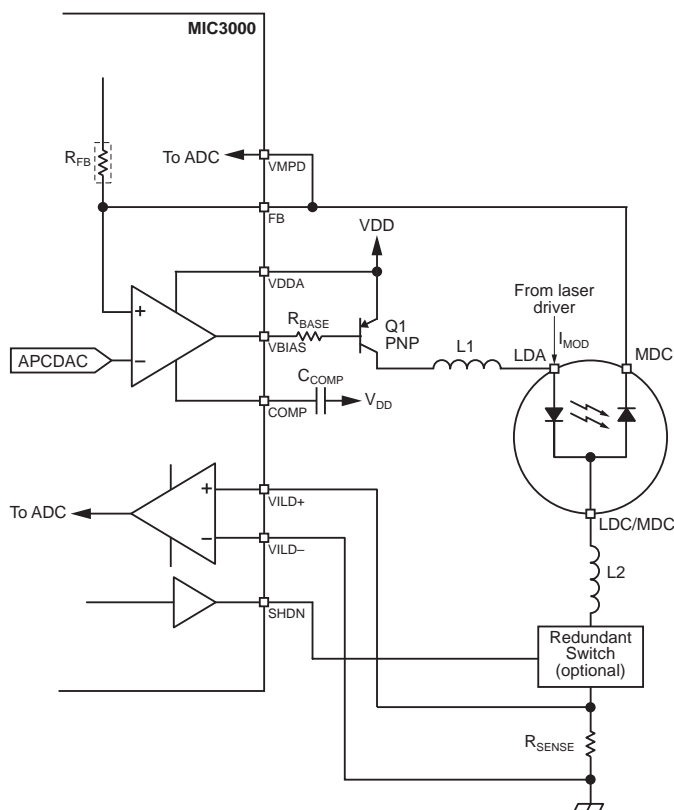 MIC3000
RFB
To ADC
VMPD
FB
VDD
VDDA
From laser
driver
RBASE
Q1
PNP
VBIAS
L1
LDA
IMOD
MDC
APCDAC
CCOMP
VDD
COMP
+
−
To ADC
VILD+
+
−
VILD–
LDC/MDC
L2
SHDN
Redundant
Switch
(optional)
RSENSE